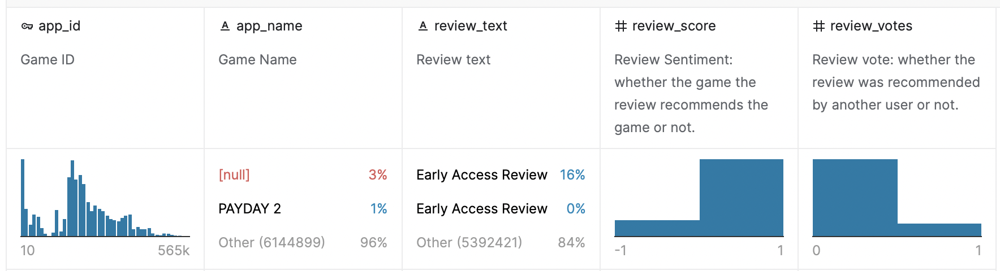 app_id
Game ID
10 565k
app_name
Game Name
[null] 3%
PAYDAY 2 1%
Other (6144899) 96%
review_text
Review text
Early Access Review 16%
Early Access Review 0%
Other (5392421) 84%
review_score
Review Sentiment:
whether the game the
review recommends the
game or not.
-1 1
review_votes
Review vote: whether the
review was recommended
by another user or not.
0 1